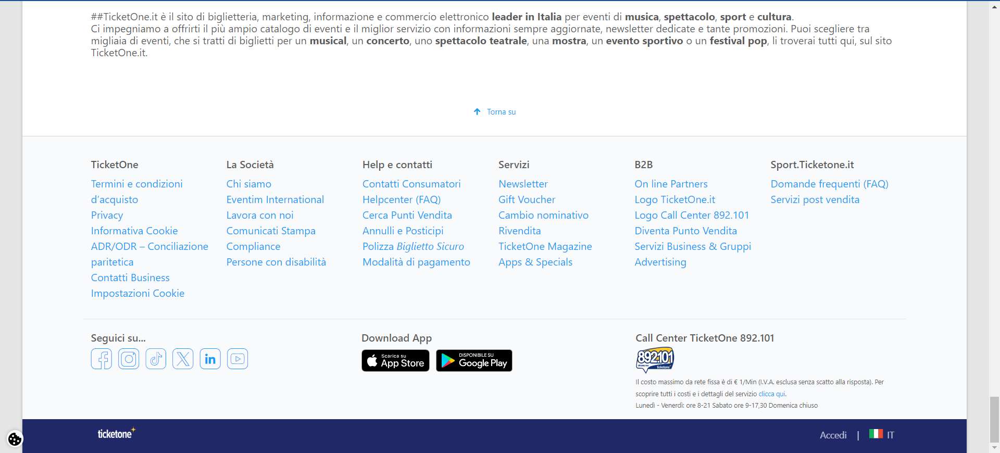 ##TicketOne.it è il sito di biglietteria, marketing, informazione e commercio elettronico leader in Italia per eventi di musica, spettacolo, sport e cultura.
Ci impegniamo a offrirti il più ampio catalogo di eventi e il miglior servizio con informazioni sempre aggiornate, newsletter dedicate e tante promozioni. Puoi scegliere tra
migliaia di eventi, che si tratti di biglietti per un musical, un concerto, uno spettacolo teatrale, una mostra, un evento sportivo o un festival pop, li troverai tutti qui, sul sito
TicketOne.it.
Torna su
TicketOne
Termini e condizioni
d’acquisto
Privacy
Informativa Cookie
ADR/ODR – Conciliazione
paritetica
Contatti Business
Impostazioni Cookie
La Società
Chi siamo
Eventim International
Lavora con noi
Comunicati Stampa
Compliance
Persone con disabilità
Help e contatti
Contatti Consumatori
Helpcenter (FAQ)
Cerca Punti Vendita
Annulli e Posticipi
Polizza Biglietto Sicuro
Modalità di pagamento
Servizi
Newsletter
Gift Voucher
Cambio nominativo
Rivendita
TicketOne Magazine
Apps & Specials
B2B
On line Partners
Logo TicketOne.it
Logo Call Center 892.101
Diventa Punto Vendita
Servizi Business & Gruppi
Advertising
Sport.Ticketone.it
Domande frequenti (FAQ)
Servizi post vendita
Seguici su...
Download App
Scarica su
App Store
DISPONIBILE SU
Google Play
Call Center TicketOne 892.101
892101
chiama ora ticketone
Il costo massimo da rete fissa è di € 1/Min (I.V.A. esclusa senza scatto alla risposta). Per
scoprire tutti i costi e i dettagli del servizio clicca qui.
Lunedì - Venerdì: ore 8-21 Sabato ore 9-17,30 Domenica chiuso
ticketone
Accedi | IT